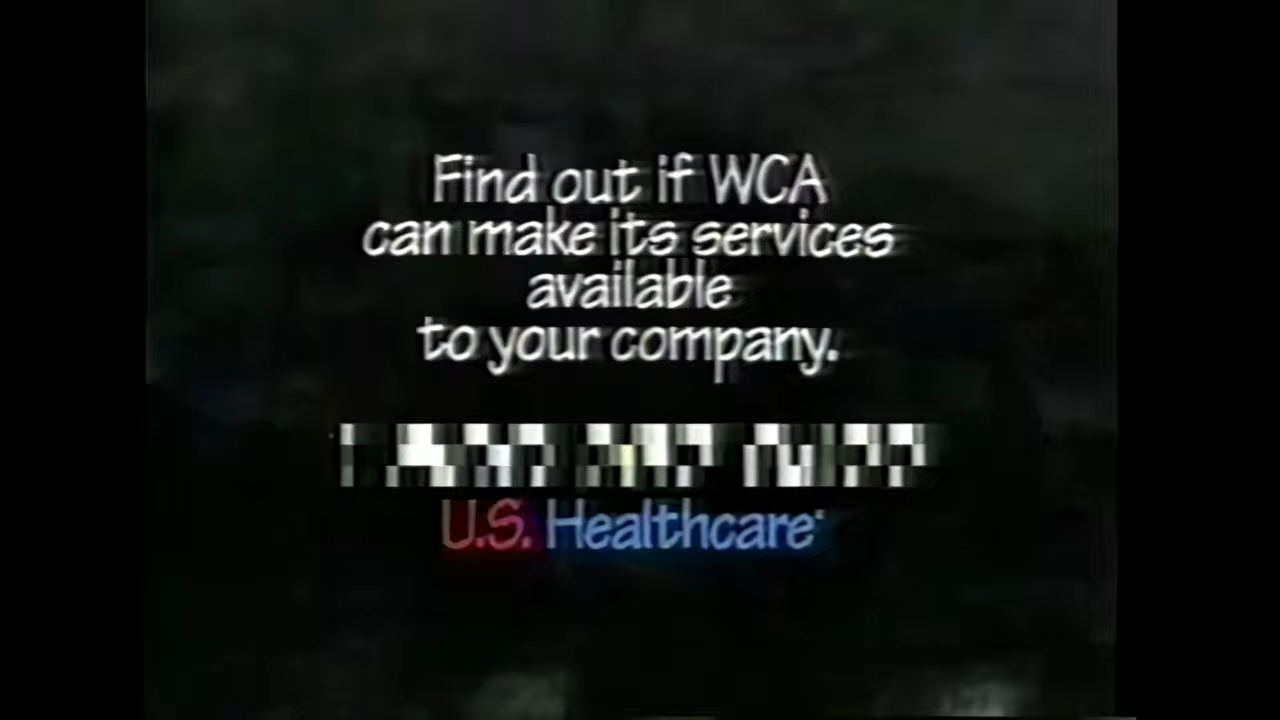 Find out if WCA
can make its services
available
to your company.
U.S. Healthcare